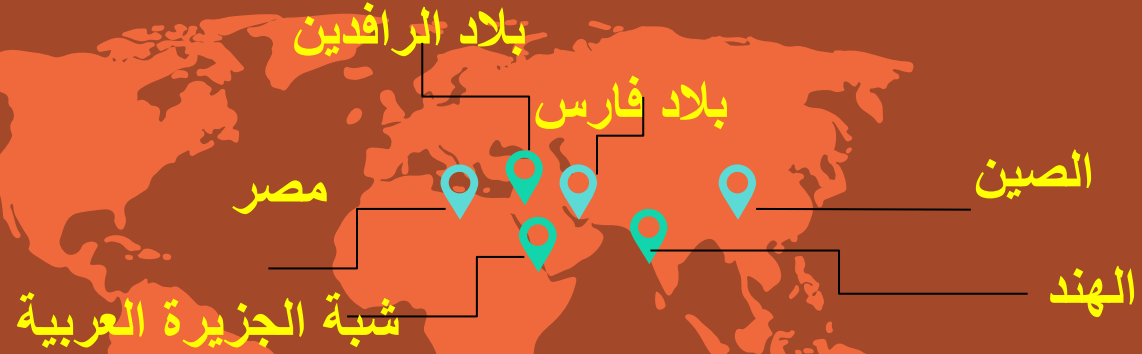 بلاد الرافدين
بلاد فارس
الصين
مصر
الهند
شبة الجزيرة العربية